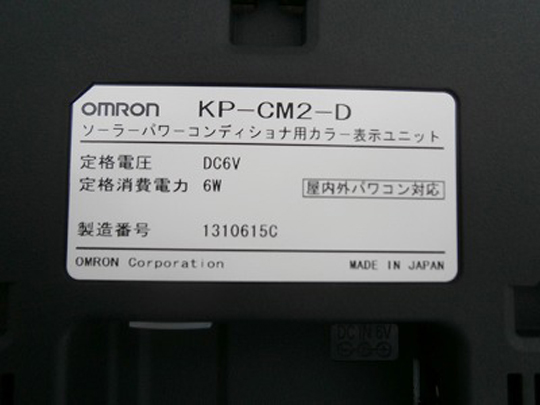 OMRON KP-CM2-D
ソーラーパワーコンディショナ用カラー表示ユニット
定格電圧 DC6V
定格消費電力 6W 屋内外パワコン対応
製造番号 1310615C
OMRON Corporation MADE IN JAPAN
DC IN 6V